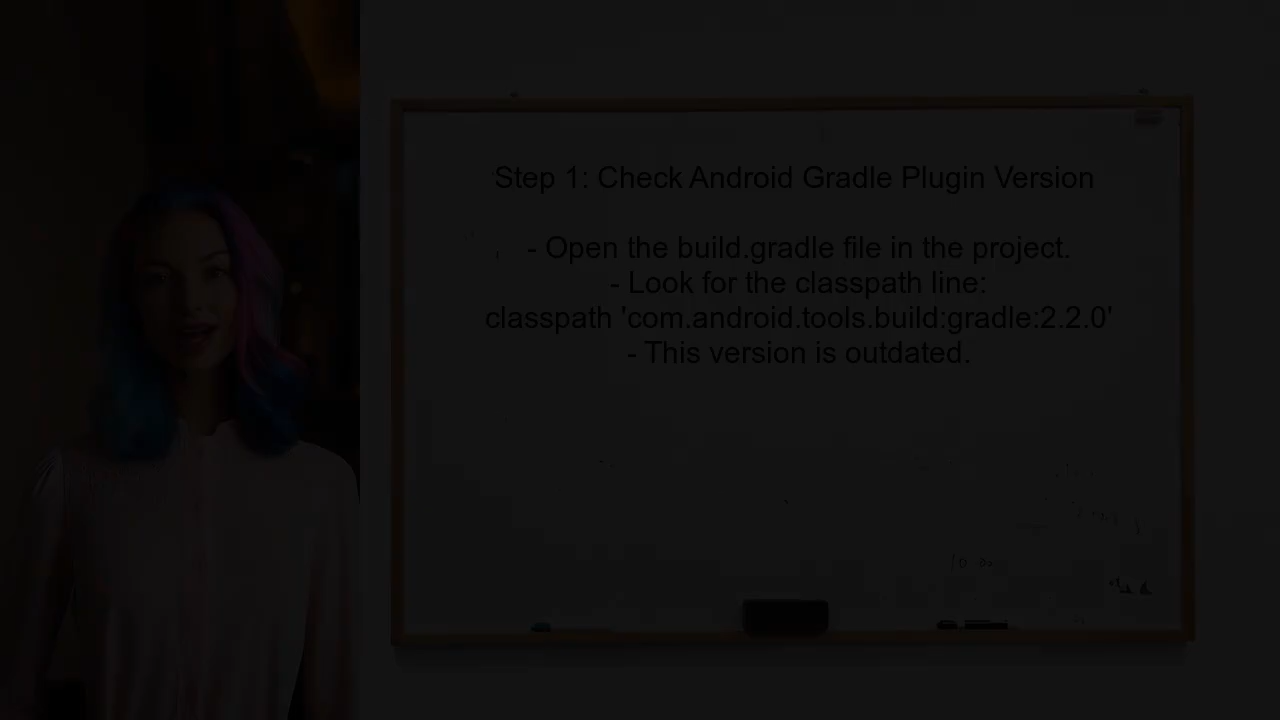 Step 1: Check Android Gradle Plugin Version
- Open the build.gradle file in the project.
- Look for the classpath line:
classpath 'com.android.tools.build:gradle:2.2.0'
- This version is outdated.